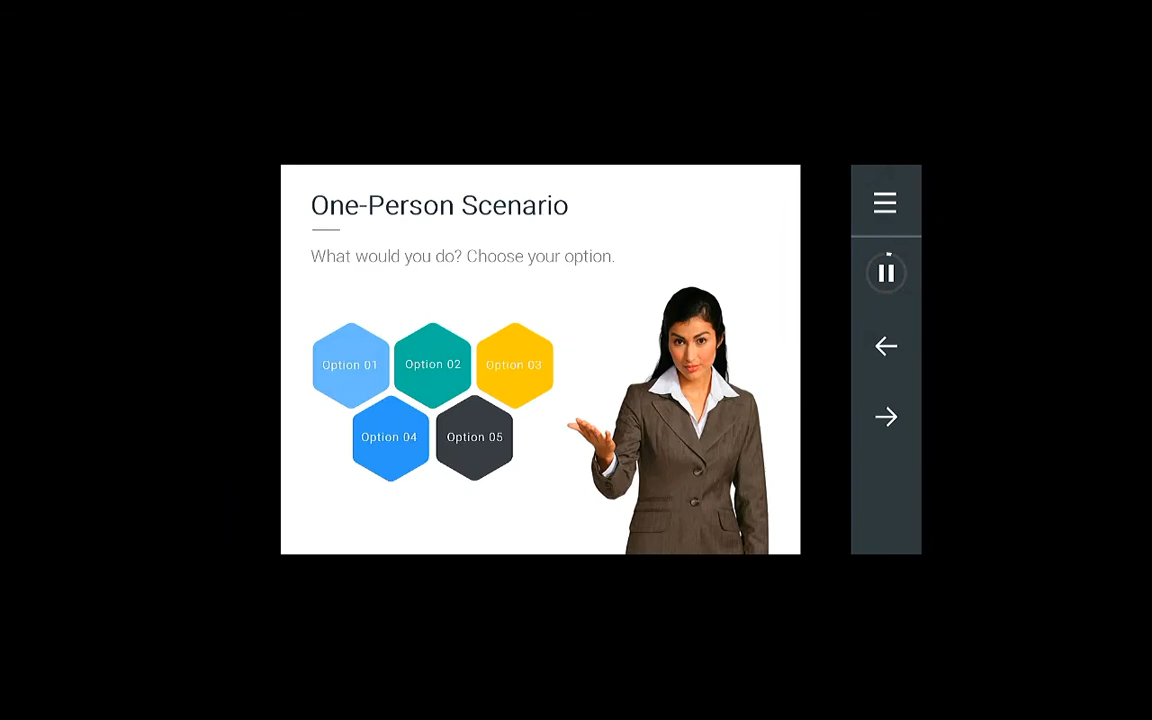 One-Person Scenario
What would you do? Choose your option.
Option 01
Option 02
Option 03
Option 04
Option 05